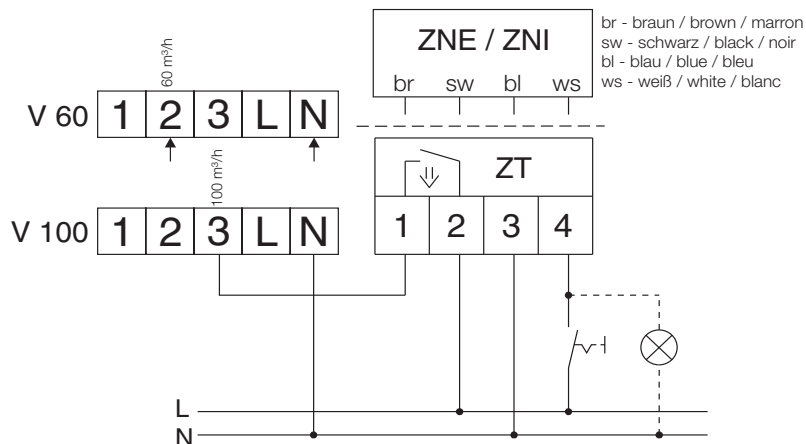 br - braun / brown / marron
sw - schwarz / black / noir
bl - blau / blue / bleu
ws - weiß / white / blanc
ZNE / ZNI
br sw bl ws
60 m³/h
V 60 1 2 3 L N
ZT
100 m³/h
V 100 1 2 3 L N
1 2 3 4
L
N